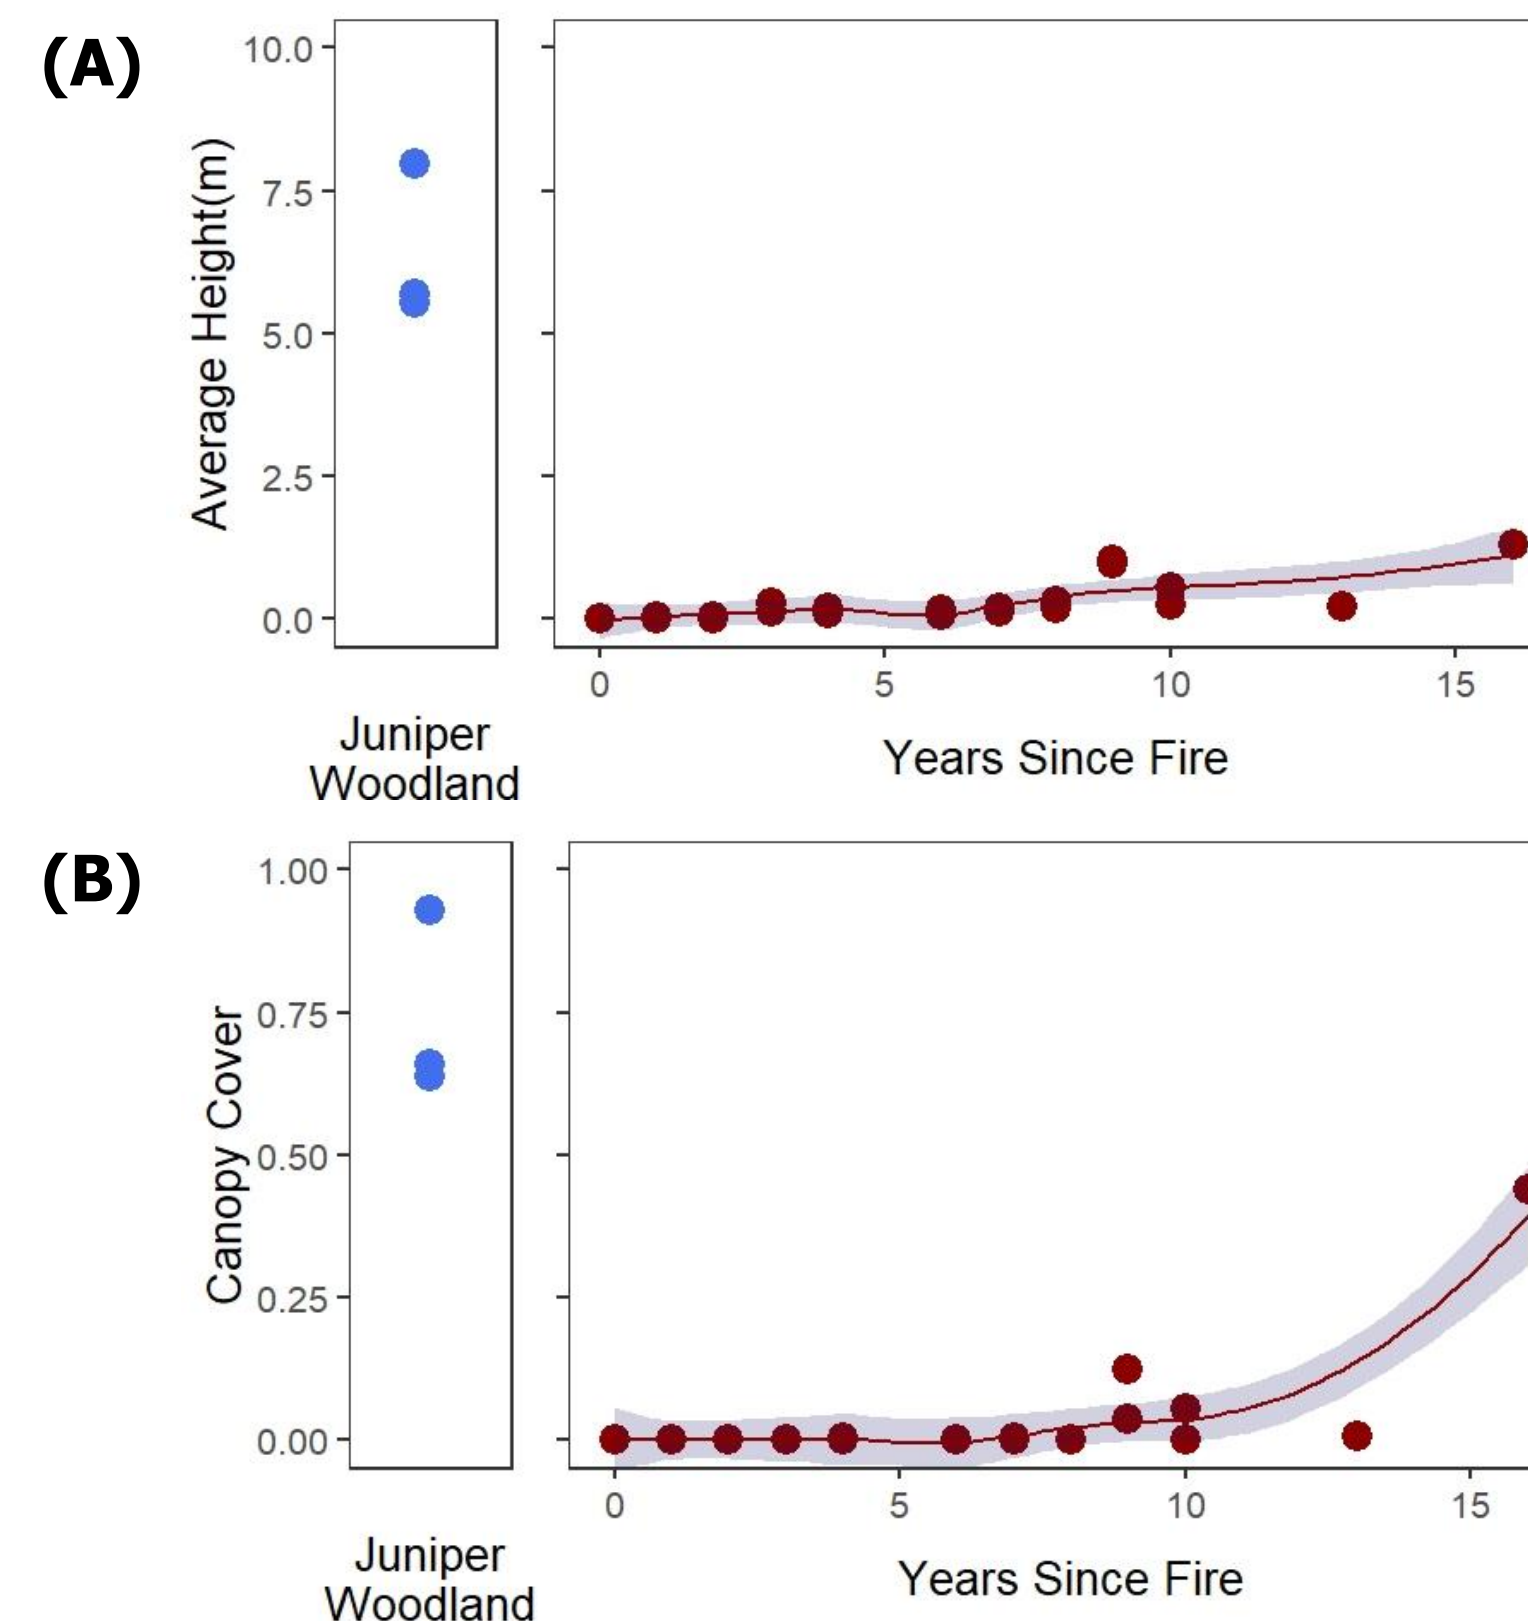 (A)
Average Height(m)
10.0
7.5
5.0
2.5
0.0
0 5 10 15
Juniper
Woodland
Years Since Fire
(B)
Canopy Cover
1.00
0.75
0.50
0.25
0.00
0 5 10 15
Juniper
Woodland
Years Since Fire